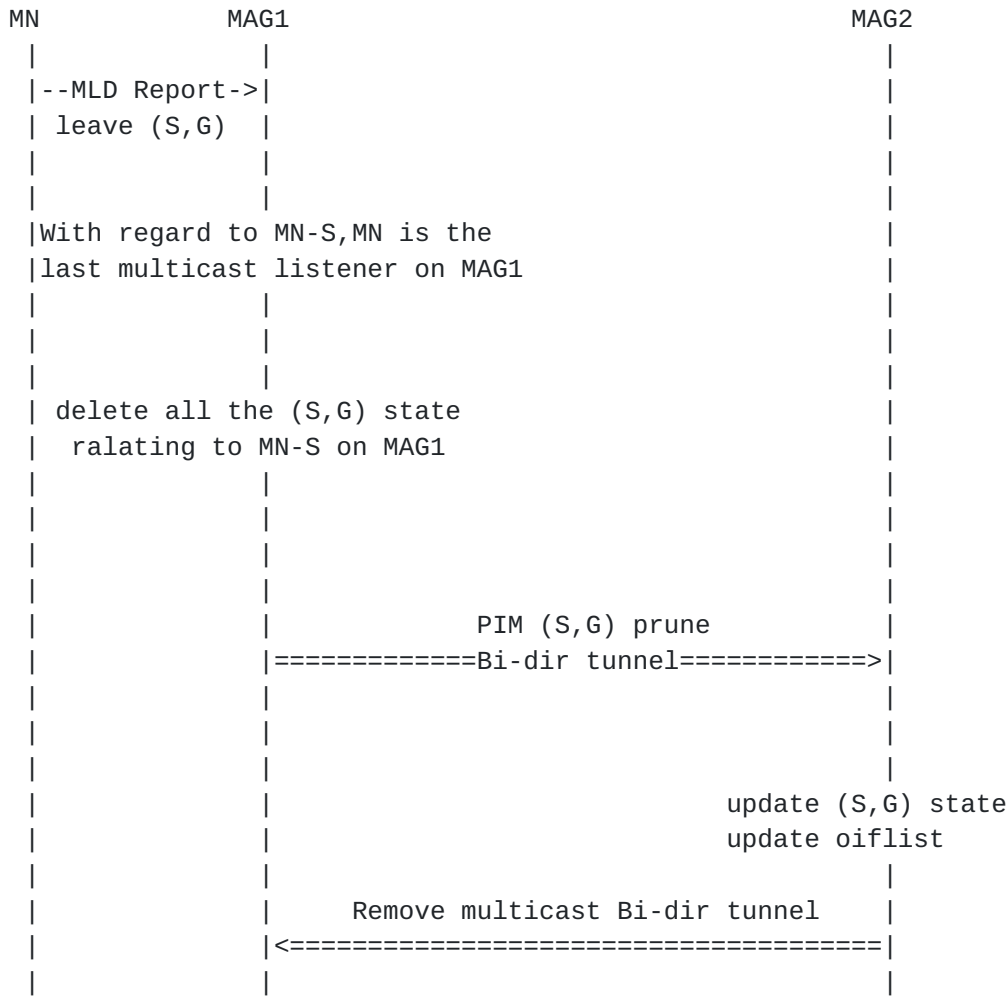 MN MAG1 MAG2
--MLD Report->
leave (S,G)
With regard to MN-S,MN is the
last multicast listener on MAG1
delete all the (S,G) state
ralating to MN-S on MAG1
PIM (S,G) prune
=============Bi-dir tunnel============>
update (S,G) state
update oiflist
Remove multicast Bi-dir tunnel
<======================================